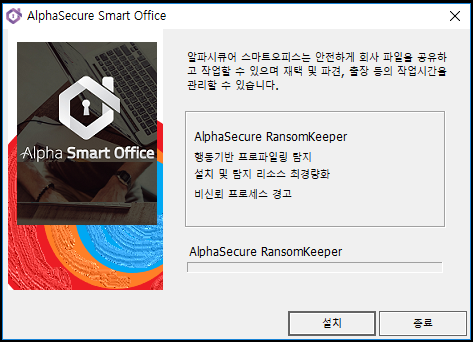 AlphaSecure Smart Office
Alpha Smart Office
알파시큐어 스마트오피스는 안전하게 회사 파일을 공유하
고 작업할 수 있으며 재택 및 파견, 출장 등의 작업시간을
관리할 수 있습니다.
AlphaSecure RansomKeeper
행동기반 프로파일링 탐지
설치 및 탐지 리소스 최경량화
비신뢰 프로세스 경고
AlphaSecure RansomKeeper
설치
종료